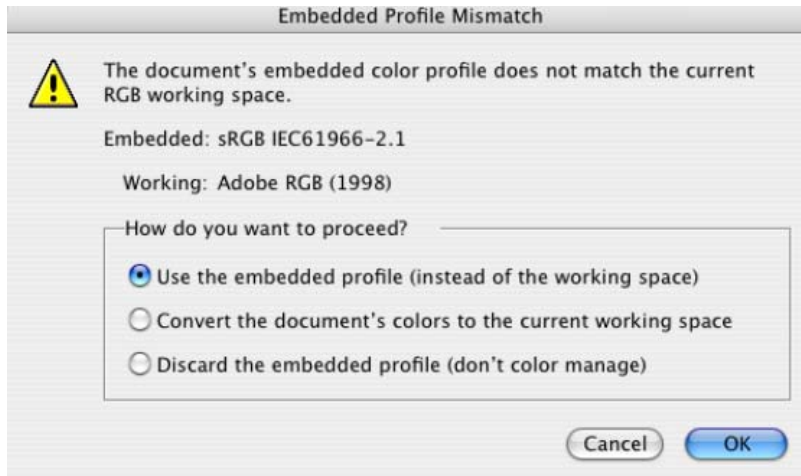 Embedded Profile Mismatch
The document's embedded color profile does not match the current
RGB working space.
Embedded: sRGB IEC61966-2.1
Working: Adobe RGB (1998)
How do you want to proceed?
Use the embedded profile (instead of the working space)
Convert the document's colors to the current working space
Discard the embedded profile (don't color manage)
Cancel
OK